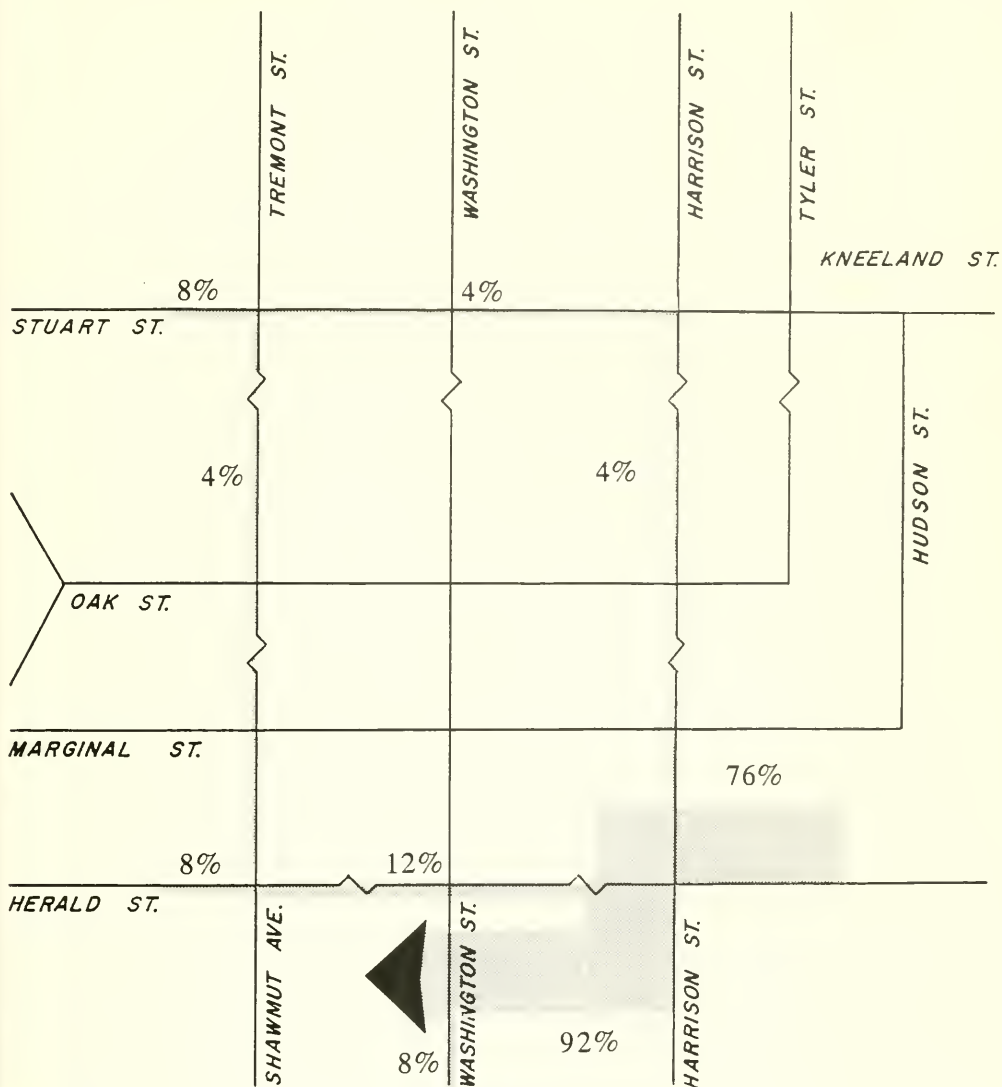 TREMONT ST.
WASHINGTON ST.
HARRISON ST.
TYLER ST.
KNEELAND ST.
8%
4%
STUART ST.
HUDSON ST.
4%
4%
OAK ST.
MARGINAL ST.
76%
8%
12%
HERALD ST.
SHAWMUT AVE.
WASHINGTON ST.
HARRISON ST.
8%
92%